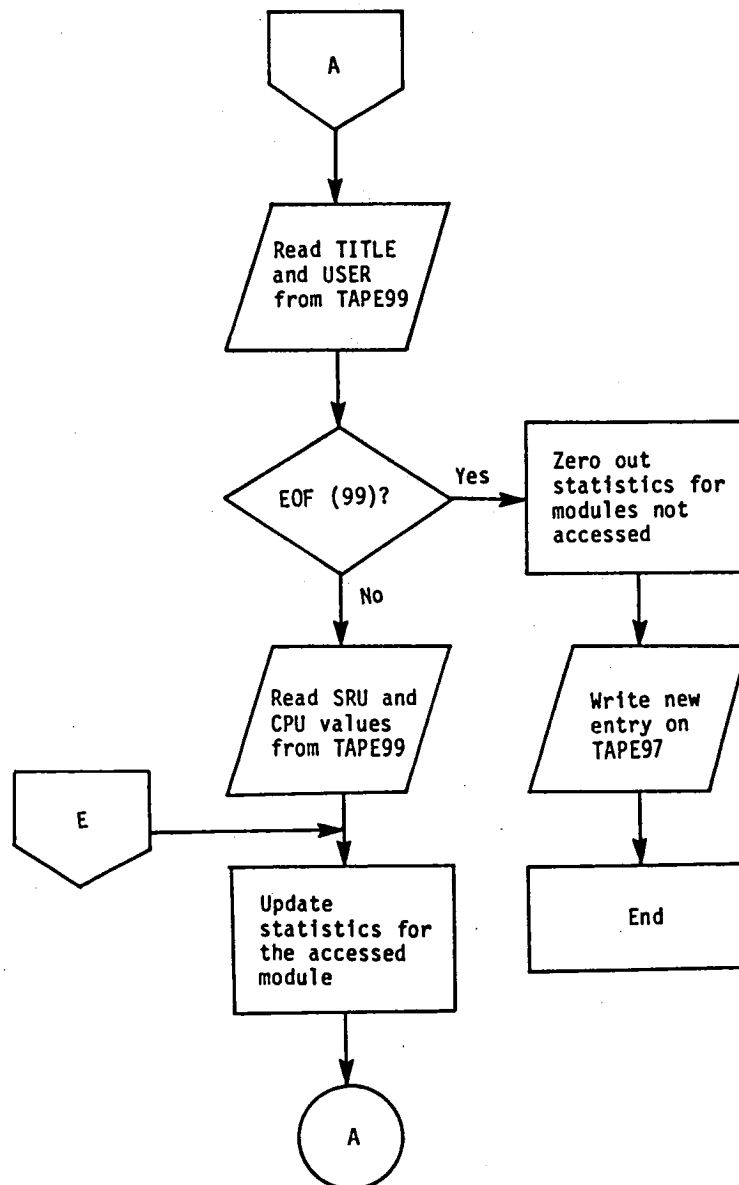 A
Read TITLE
and USER
from TAPE99
EOF (99)?
Yes
Zero out
statistics for
modules not
accessed
No
Read SRU and
CPU values
from TAPE99
Write new
entry on
TAPE97
E
Update
statistics for
the accessed
module
End
A